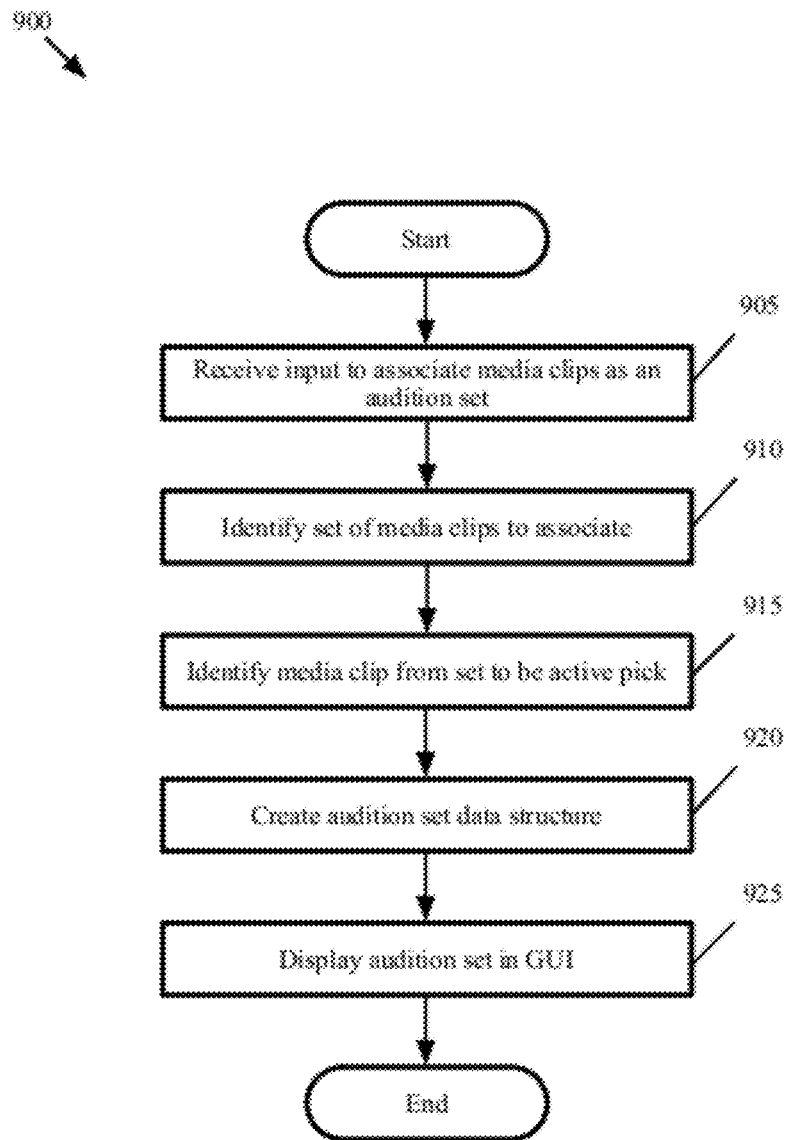 900
Start
905
Receive input to associate media clips as an
audition set
910
Identify set of media clips to associate
915
Identify media clip from set to be active pick
920
Create audition set data structure
925
Display audition set in GUI
End